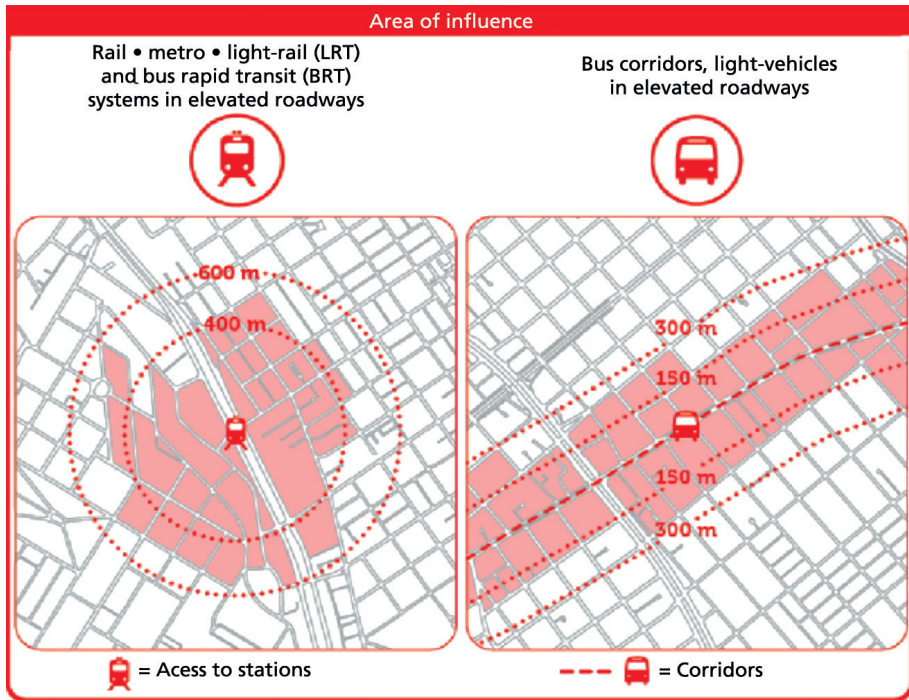 Area of influence
Rail • metro • light-rail (LRT)
and bus rapid transit (BRT)
systems in elevated roadways
Bus corridors, light-vehicles
in elevated roadways
600 m
400 m
300 m
150 m
150 m
300 m
= Acess to stations
= Corridors